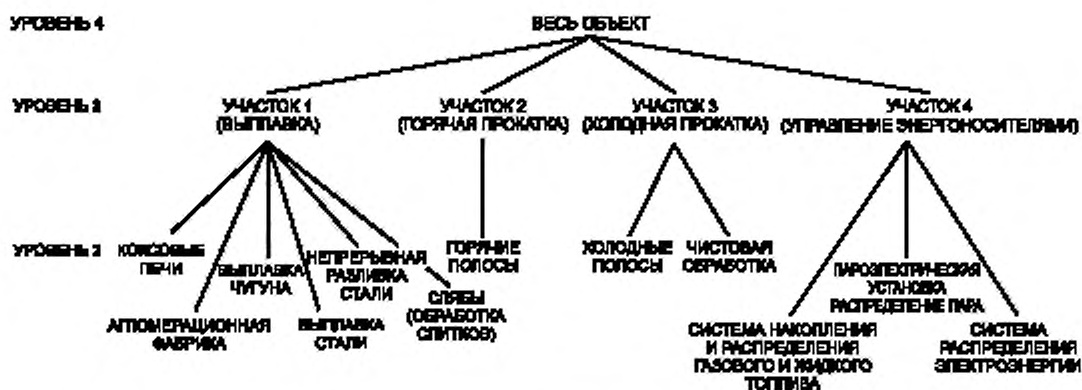 УРОВЕНЬ 4
ВЕСЬ ОБЪЕКТ
УРОВЕНЬ 3
УЧАСТОК 1
(ВЫПЛАВКА)
УЧАСТОК 2
(ГОРЯЧАЯ ПРОКАТКА)
УЧАСТОК 3
(ХОЛОДНАЯ ПРОКАТКА)
УЧАСТОК 4
(УПРАВЛЕНИЕ ЭНЕРГОНОСИТЕЛЯМИ)
УРОВЕНЬ 2
КОКСОВЫЕ
ПЕЧИ
АГЛОМЕРАЦИОННАЯ
ФАБРИКА
ВЫПЛАВКА
ЧУГУНА
ВЫПЛАВКА
СТАЛИ
НЕПРЕРЫВНАЯ
РАЗЛИВКА
СТАЛИ
СЛЯБЫ
(ОБРАБОТКА
СЛИТКОВ)
ГОРЯЧИЕ
ПОЛОСЫ
ХОЛОДНЫЕ
ПОЛОСЫ
ЧИСТОВАЯ
ОБРАБОТКА
СИСТЕМА НАКОПЛЕНИЯ
И РАСПРЕДЕЛЕНИЯ
ГАЗОВОГО И ЖИДКОГО
ТОПЛИВА
ПАРОЭЛЕКТРИЧЕСКАЯ
УСТАНОВКА
РАСПРЕДЕЛЕНИЕ ПАРА
СИСТЕМА
РАСПРЕДЕЛЕНИЯ
ЭЛЕКТРОЭНЕРГИИ